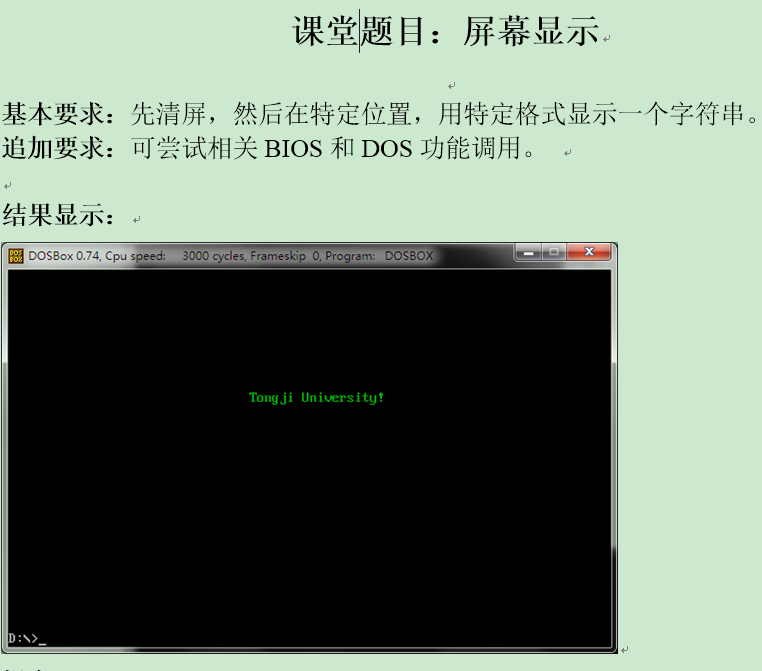 课堂题目：屏幕显示
基本要求：先清屏，然后在特定位置，用特定格式显示一个字符串。
追加要求：可尝试相关 BIOS 和 DOS 功能调用。
结果显示：
DOSBox 0.74, Cpu speed: 3000 cycles, Frameskip 0, Program: DOSBOX
Tongji University!
D:\>_